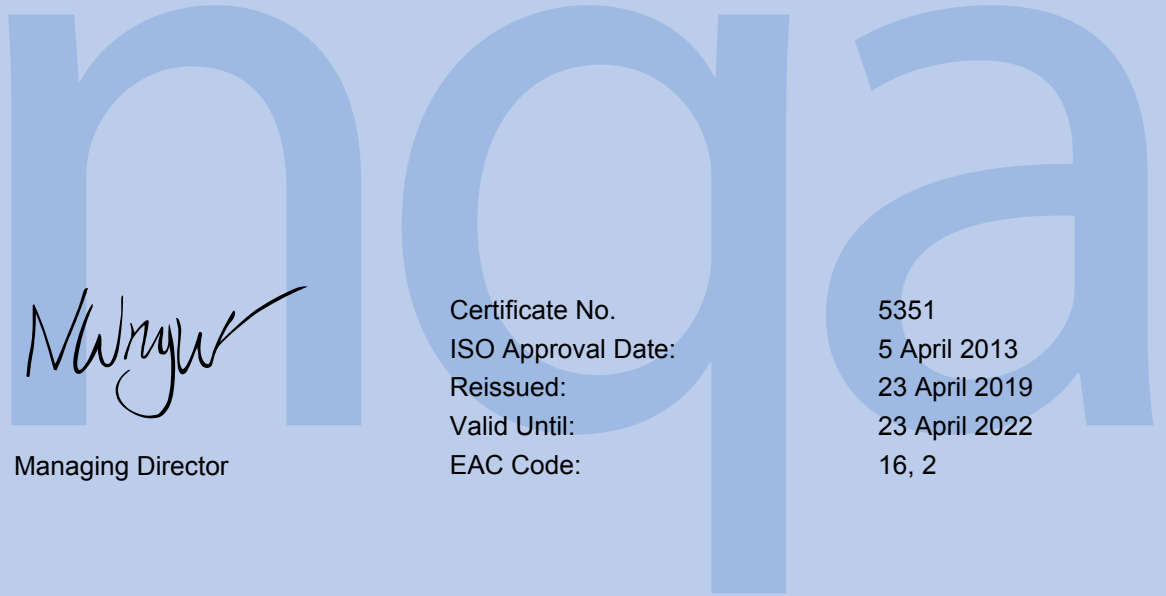 nqa
Certificate No. 5351
ISO Approval Date: 5 April 2013
Reissued: 23 April 2019
Valid Until: 23 April 2022
Managing Director EAC Code: 16, 2